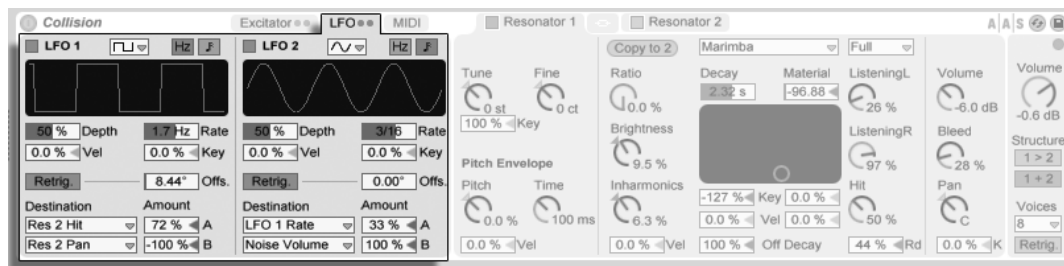 Collision Excitator LFO MIDI Resonator 1 Resonator 2 A|A|S
LFO 1 Hz LFO 2 Hz Copy to 2 Marimba Full
Tune Fine Ratio Decay Material ListeningL Volume Volume
0 st 0 ct 0.0 % 2.32 s -96.88 26 % -6.0 dB -0.6 dB
100 % Key
50 % Depth 1.7 Hz Rate 50 % Depth 3/16 Rate Brightness ListeningR Bleed Structure
0.0 % Vel 0.0 % Key 0.0 % Vel 0.0 % Key 9.5 % 97 % 28 % 1 > 2
Pitch Envelope
Retrig. 8.44° Offs. Retrig. 0.00° Offs. Pitch Time Inharmonics Hit Pan 1 + 2
Destination Amount Destination Amount -127 % Key 0.0 % Voices
Res 2 Hit 72 % A LFO 1 Rate 33 % A 0.0 % 100 ms 6.3 % 0.0 % Vel 0.0 % 50 % C 8
Res 2 Pan -100 % B Noise Volume 100 % B 0.0 % Vel 0.0 % Vel 100 % Off Decay 44 % Rd 0.0 % K Retrig.